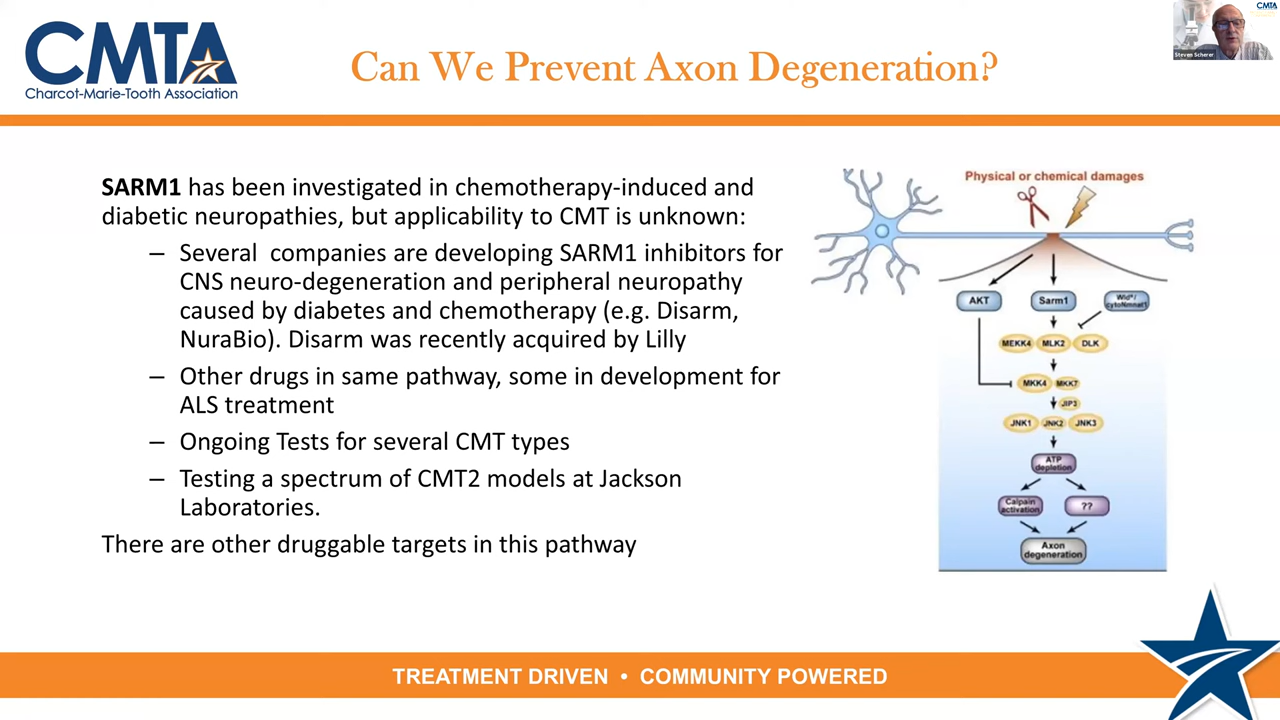 CMTA
Charcot-Marie-Tooth Association
Can We Prevent Axon Degeneration?
CMTA
Steven Scherer
SARM1 has been investigated in chemotherapy-induced and
diabetic neuropathies, but applicability to CMT is unknown:
– Several companies are developing SARM1 inhibitors for
CNS neuro-degeneration and peripheral neuropathy
caused by diabetes and chemotherapy (e.g. Disarm,
NuraBio). Disarm was recently acquired by Lilly
– Other drugs in same pathway, some in development for
ALS treatment
– Ongoing Tests for several CMT types
– Testing a spectrum of CMT2 models at Jackson
Laboratories.
There are other druggable targets in this pathway
Physical or chemical damages
AKT
Sarm1
cytoNmnat1
MEKK4 MLK2 DLK
MKK4 MKK7
JIP3
JNK1 JNK2 JNK3
ATP
depletion
Calpain
activation
??
Axon
degeneration
TREATMENT DRIVEN • COMMUNITY POWERED